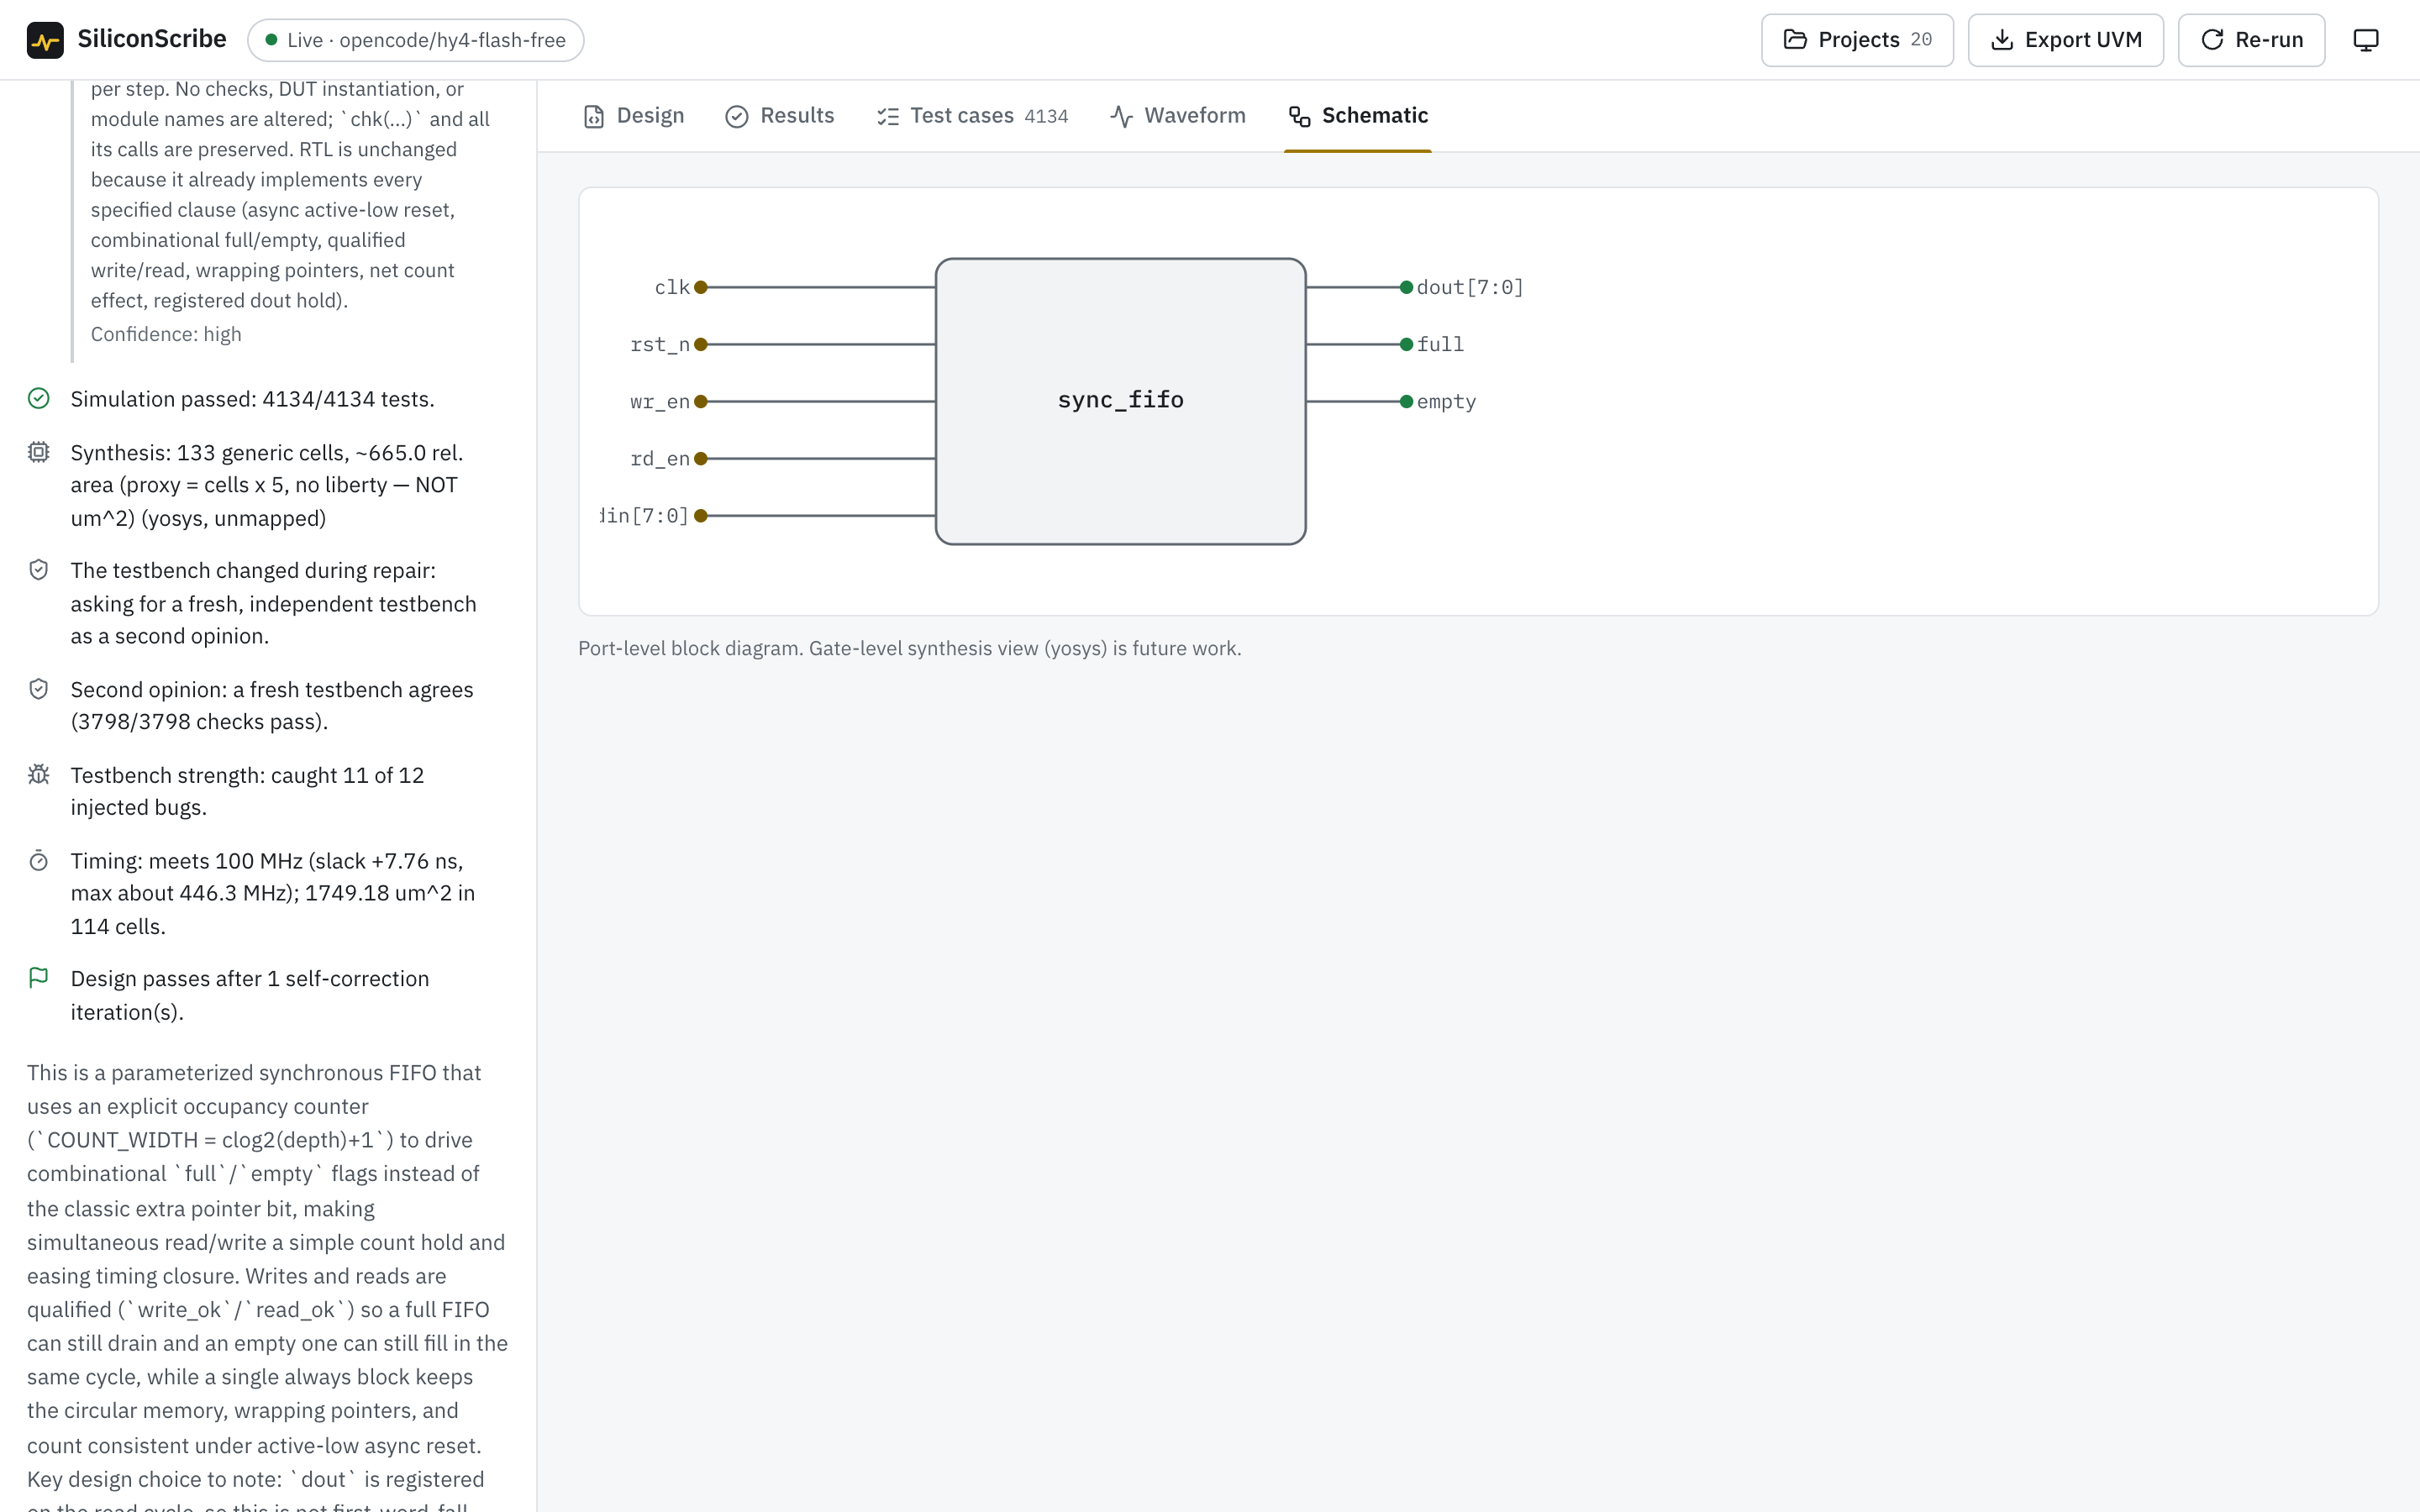 SiliconScribe
Live · opencode/hy4-flash-free
Projects 20
Export UVM
Re-run
per step. No checks, DUT instantiation, or
module names are altered; `chk(...)` and all
its calls are preserved. RTL is unchanged
because it already implements every
specified clause (async active-low reset,
combinational full/empty, qualified
write/read, wrapping pointers, net count
effect, registered dout hold).
Confidence: high
Simulation passed: 4134/4134 tests.
Synthesis: 133 generic cells, ~665.0 rel.
area (proxy = cells x 5, no liberty — NOT
um^2) (yosys, unmapped)
The testbench changed during repair:
asking for a fresh, independent testbench
as a second opinion.
Second opinion: a fresh testbench agrees
(3798/3798 checks pass).
Testbench strength: caught 11 of 12
injected bugs.
Timing: meets 100 MHz (slack +7.76 ns,
max about 446.3 MHz); 1749.18 um^2 in
114 cells.
Design passes after 1 self-correction
iteration(s).
This is a parameterized synchronous FIFO that
uses an explicit occupancy counter
(`COUNT_WIDTH = clog2(depth)+1`) to drive
combinational `full`/`empty` flags instead of
the classic extra pointer bit, making
simultaneous read/write a simple count hold and
easing timing closure. Writes and reads are
qualified (`write_ok`/`read_ok`) so a full FIFO
can still drain and an empty one can still fill in the
same cycle, while a single always block keeps
the circular memory, wrapping pointers, and
count consistent under active-low async reset.
Key design choice to note: `dout` is registered
on the read cycle, so this is not first-word-fall-
Design
Results
Test cases 4134
Waveform
Schematic
clk
rst_n
wr_en
rd_en
din[7:0]
sync_fifo
dout[7:0]
full
empty
Port-level block diagram. Gate-level synthesis view (yosys) is future work.